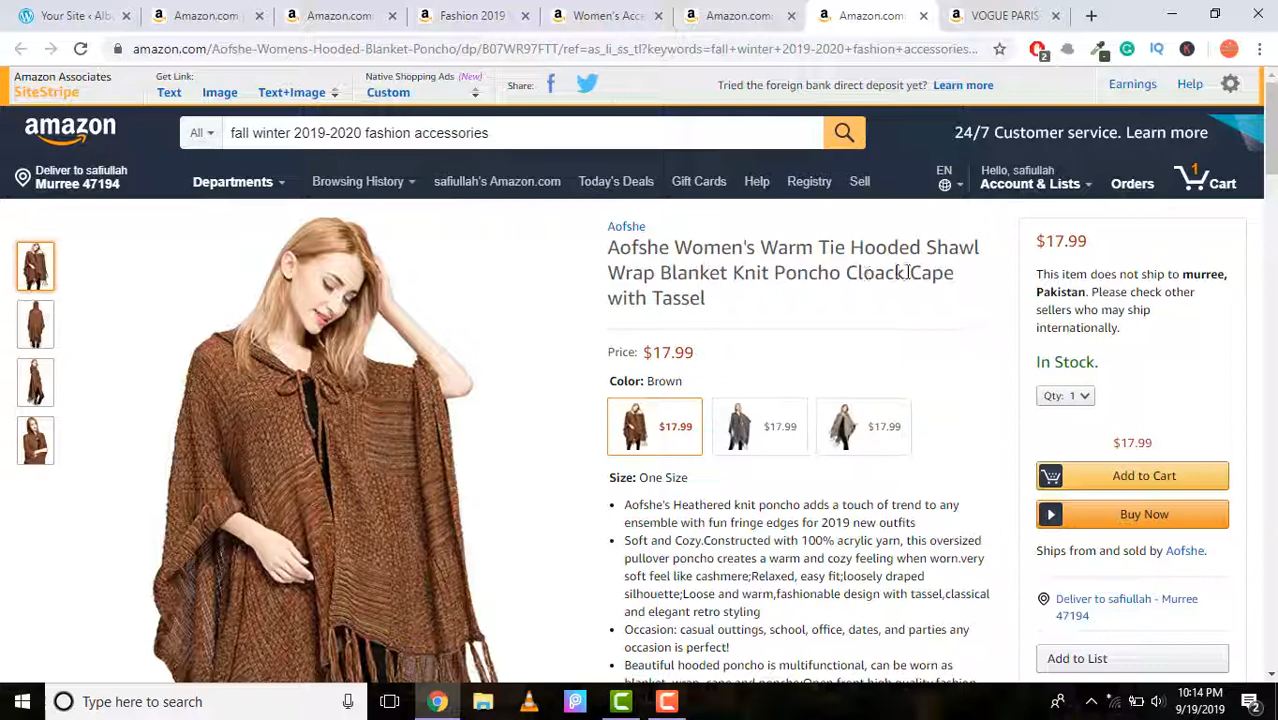 Your Site ‹ Alb
Amazon.com
Amazon.com
Fashion 2019
Women's Acc
Amazon.com
Amazon.com
VOGUE PARIS
amazon.com/Aofshe-Womens-Hooded-Blanket-Poncho/dp/B07WR97FTT/ref=as_li_ss_tl?keywords=fall+winter+2019-2020+fashion+accessories...
2
Amazon Associates
SiteStripe
Get Link:
Text Image Text+Image
Native Shopping Ads (New)
Custom
Share:
Tried the foreign bank direct deposit yet? Learn more
Earnings Help
amazon
All
fall winter 2019-2020 fashion accessories
24/7 Customer service. Learn more
Deliver to safiullah
Murree 47194
Departments
Browsing History
safiullah's Amazon.com
Today's Deals
Gift Cards
Help
Registry
Sell
EN
Hello, safiullah
Account & Lists
Orders
1
Cart
Aofshe
Aofshe Women's Warm Tie Hooded Shawl
Wrap Blanket Knit Poncho Cloack Cape
with Tassel
Price: $17.99
Color: Brown
$17.99
$17.99
$17.99
Size: One Size
• Aofshe's Heathered knit poncho adds a touch of trend to any
ensemble with fun fringe edges for 2019 new outfits
• Soft and Cozy.Constructed with 100% acrylic yarn, this oversized
pullover poncho creates a warm and cozy feeling when worn.very
soft feel like cashmere;Relaxed, easy fit;loosely draped
silhouette;Loose and warm,fashionable design with tassel,classical
and elegant retro styling
• Occasion: casual outtings, school, office, dates, and parties any
occasion is perfect!
• Beautiful hooded poncho is multifunctional, can be worn as
blanket, wrap, cape and poncho;Open front,high quality fashion
$17.99
This item does not ship to murree,
Pakistan. Please check other
sellers who may ship
internationally.
In Stock.
Qty: 1
$17.99
Add to Cart
Buy Now
Ships from and sold by Aofshe.
Deliver to safiullah - Murree
47194
Add to List
Type here to search
10:14 PM
9/19/2019
2